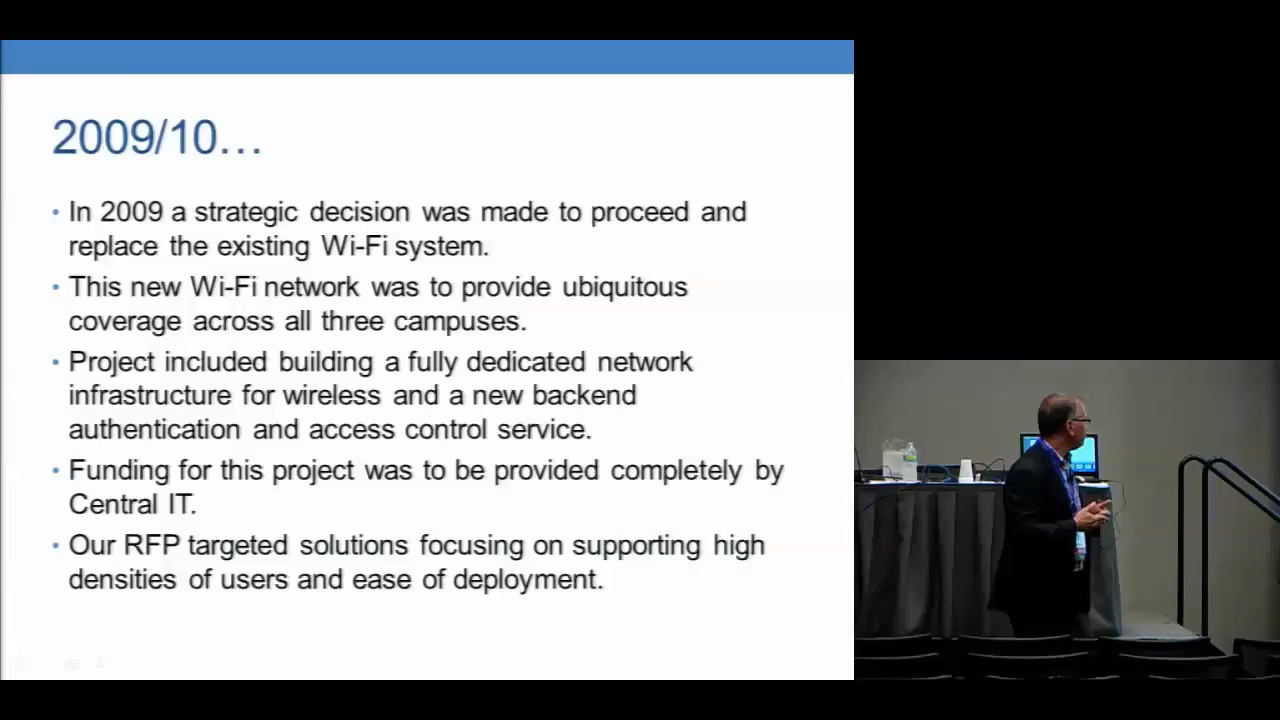 2009/10…
• In 2009 a strategic decision was made to proceed and
replace the existing Wi-Fi system.
• This new Wi-Fi network was to provide ubiquitous
coverage across all three campuses.
• Project included building a fully dedicated network
infrastructure for wireless and a new backend
authentication and access control service.
• Funding for this project was to be provided completely by
Central IT.
• Our RFP targeted solutions focusing on supporting high
densities of users and ease of deployment.